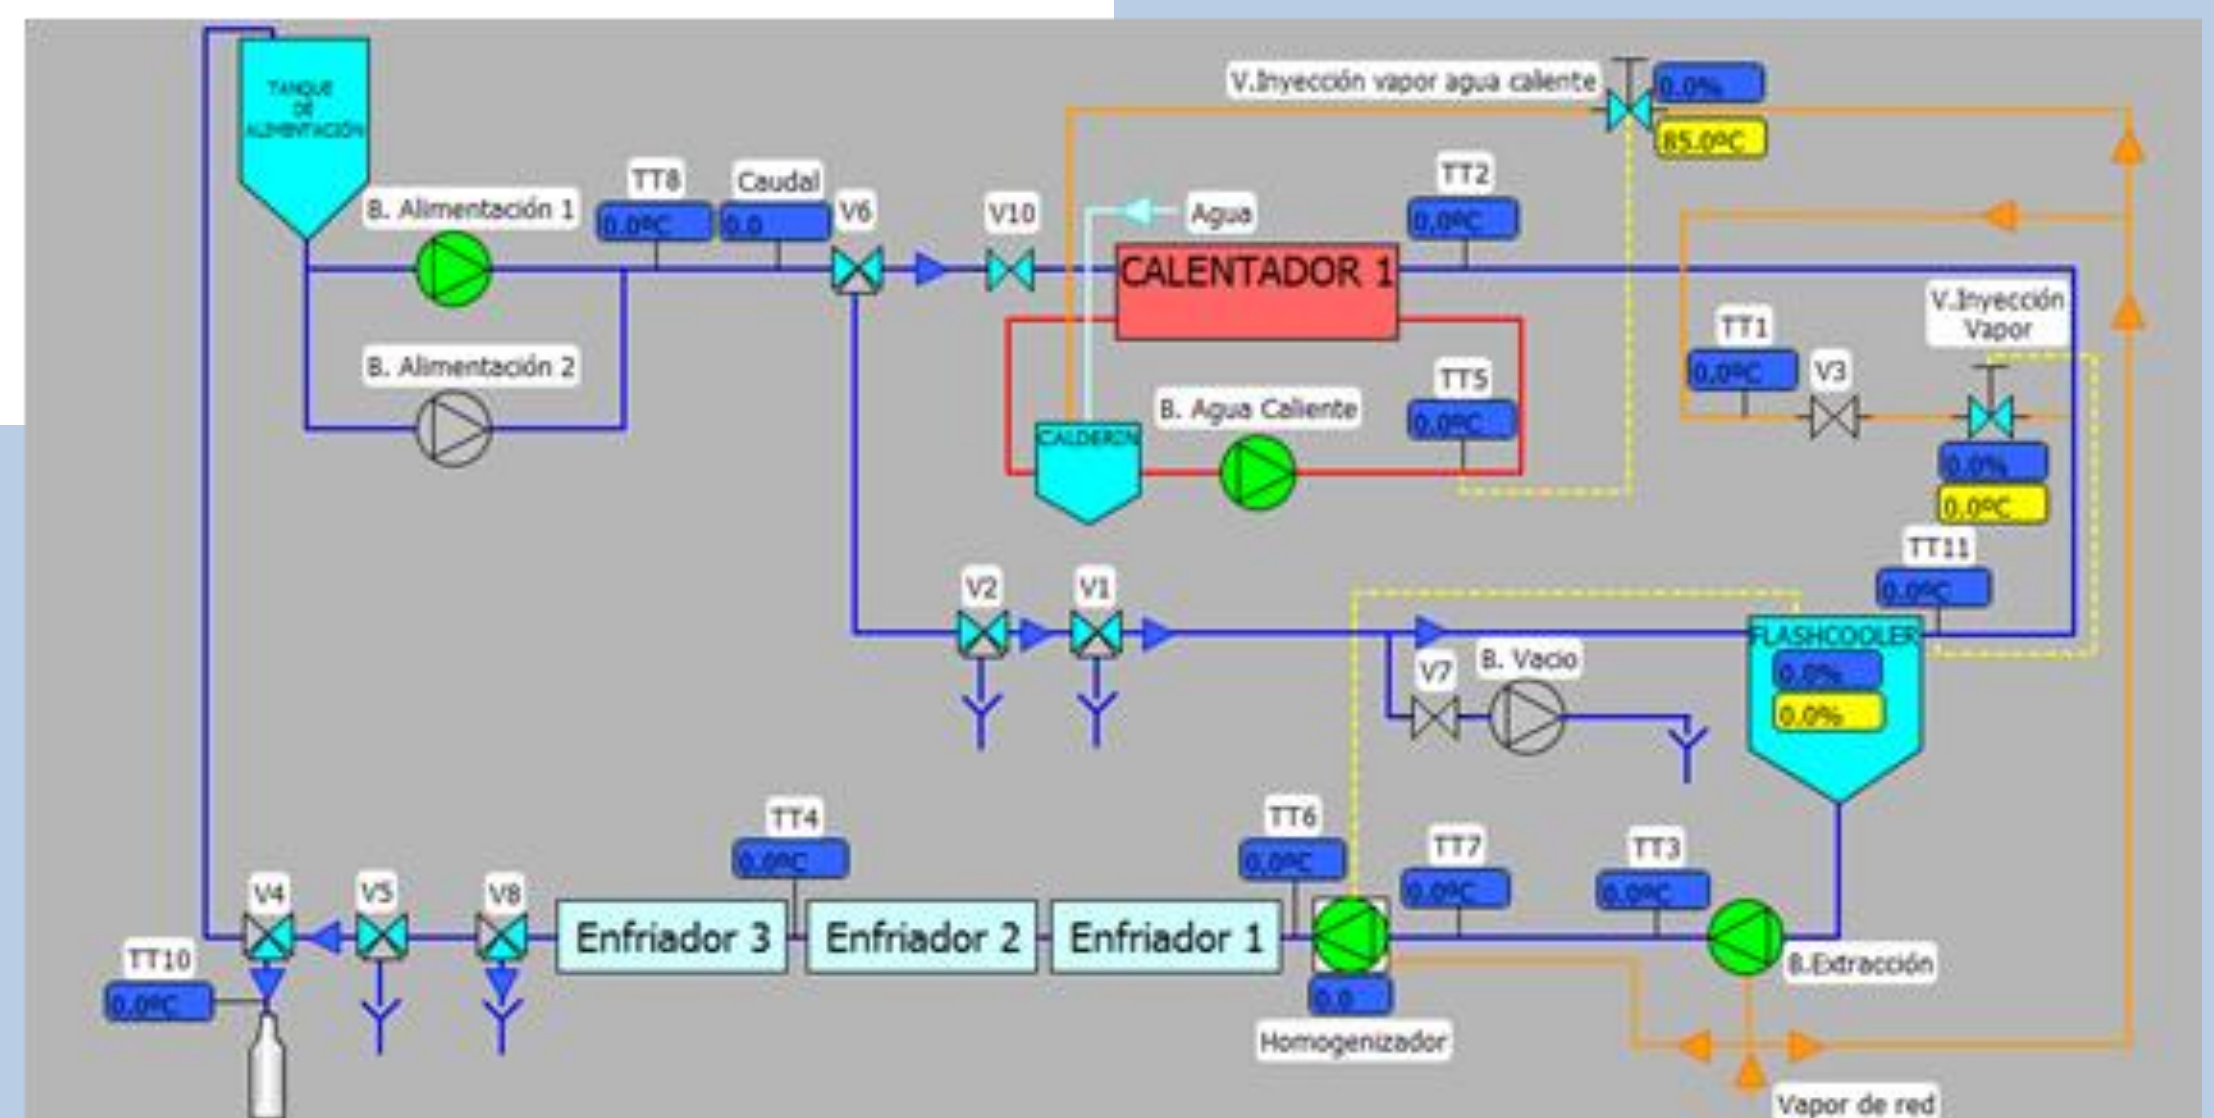 TANQUE
DE
ALIMENTACIÓN
V.Inyección vapor agua caliente
0.0%
85.0ºC
B. Alimentación 1
TT8
0.0ºC
Caudal
0.0
V6
V10
Agua
TT2
0.0ºC
CALENTADOR 1
V.Inyección
Vapor
TT1
0.0ºC
V3
B. Alimentación 2
TT5
0.0ºC
B. Agua Caliente
CALDERIN
0.0%
0.0ºC
TT11
0.0ºC
V2
V1
FLASHCOOLER
0.0%
0.0%
V7
B. Vacio
TT4
0.0ºC
TT6
0.0ºC
TT7
0.0ºC
TT3
0.0ºC
V4
V5
V8
Enfriador 3
Enfriador 2
Enfriador 1
TT10
0.0ºC
B.Extracción
0.0
Homogenizador
Vapor de red